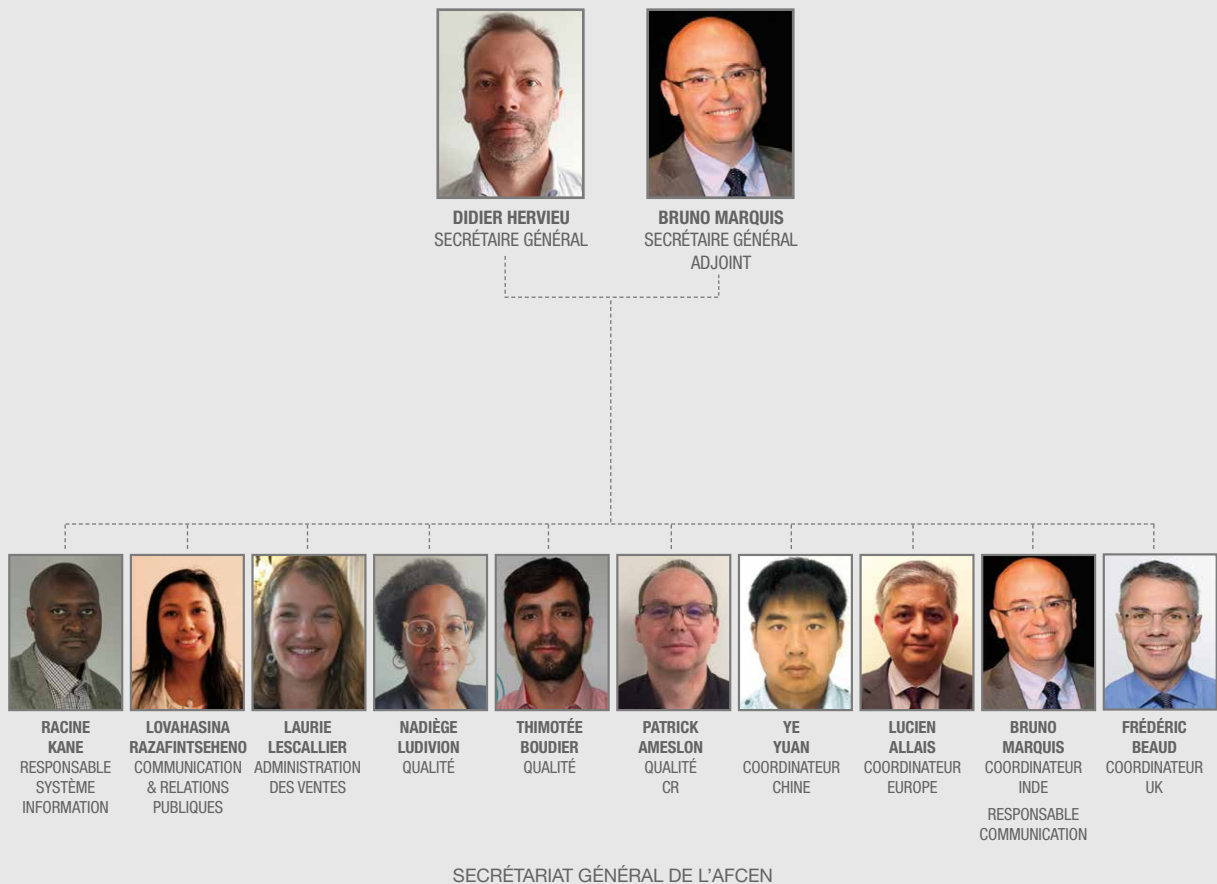 DIDIER HERVIEU
SECRÉTAIRE GÉNÉRAL
BRUNO MARQUIS
SECRÉTAIRE GÉNÉRAL
ADJOINT
RACINE
KANE
RESPONSABLE
SYSTÈME
INFORMATION
LOVAHASINA
RAZAFINTSEHENO
COMMUNICATION
& RELATIONS
PUBLIQUES
LAURIE
LESCALLIER
ADMINISTRATION
DES VENTES
NADIÈGE
LUDIVION
QUALITÉ
THIMOTÉE
BOUDIER
QUALITÉ
PATRICK
AMESLON
QUALITÉ
CR
YE
YUAN
COORDINATEUR
CHINE
LUCIEN
ALLAIS
COORDINATEUR
EUROPE
BRUNO
MARQUIS
COORDINATEUR
INDE
RESPONSABLE
COMMUNICATION
FRÉDÉRIC
BEAUD
COORDINATEUR
UK
SECRÉTARIAT GÉNÉRAL DE L'AFCEN